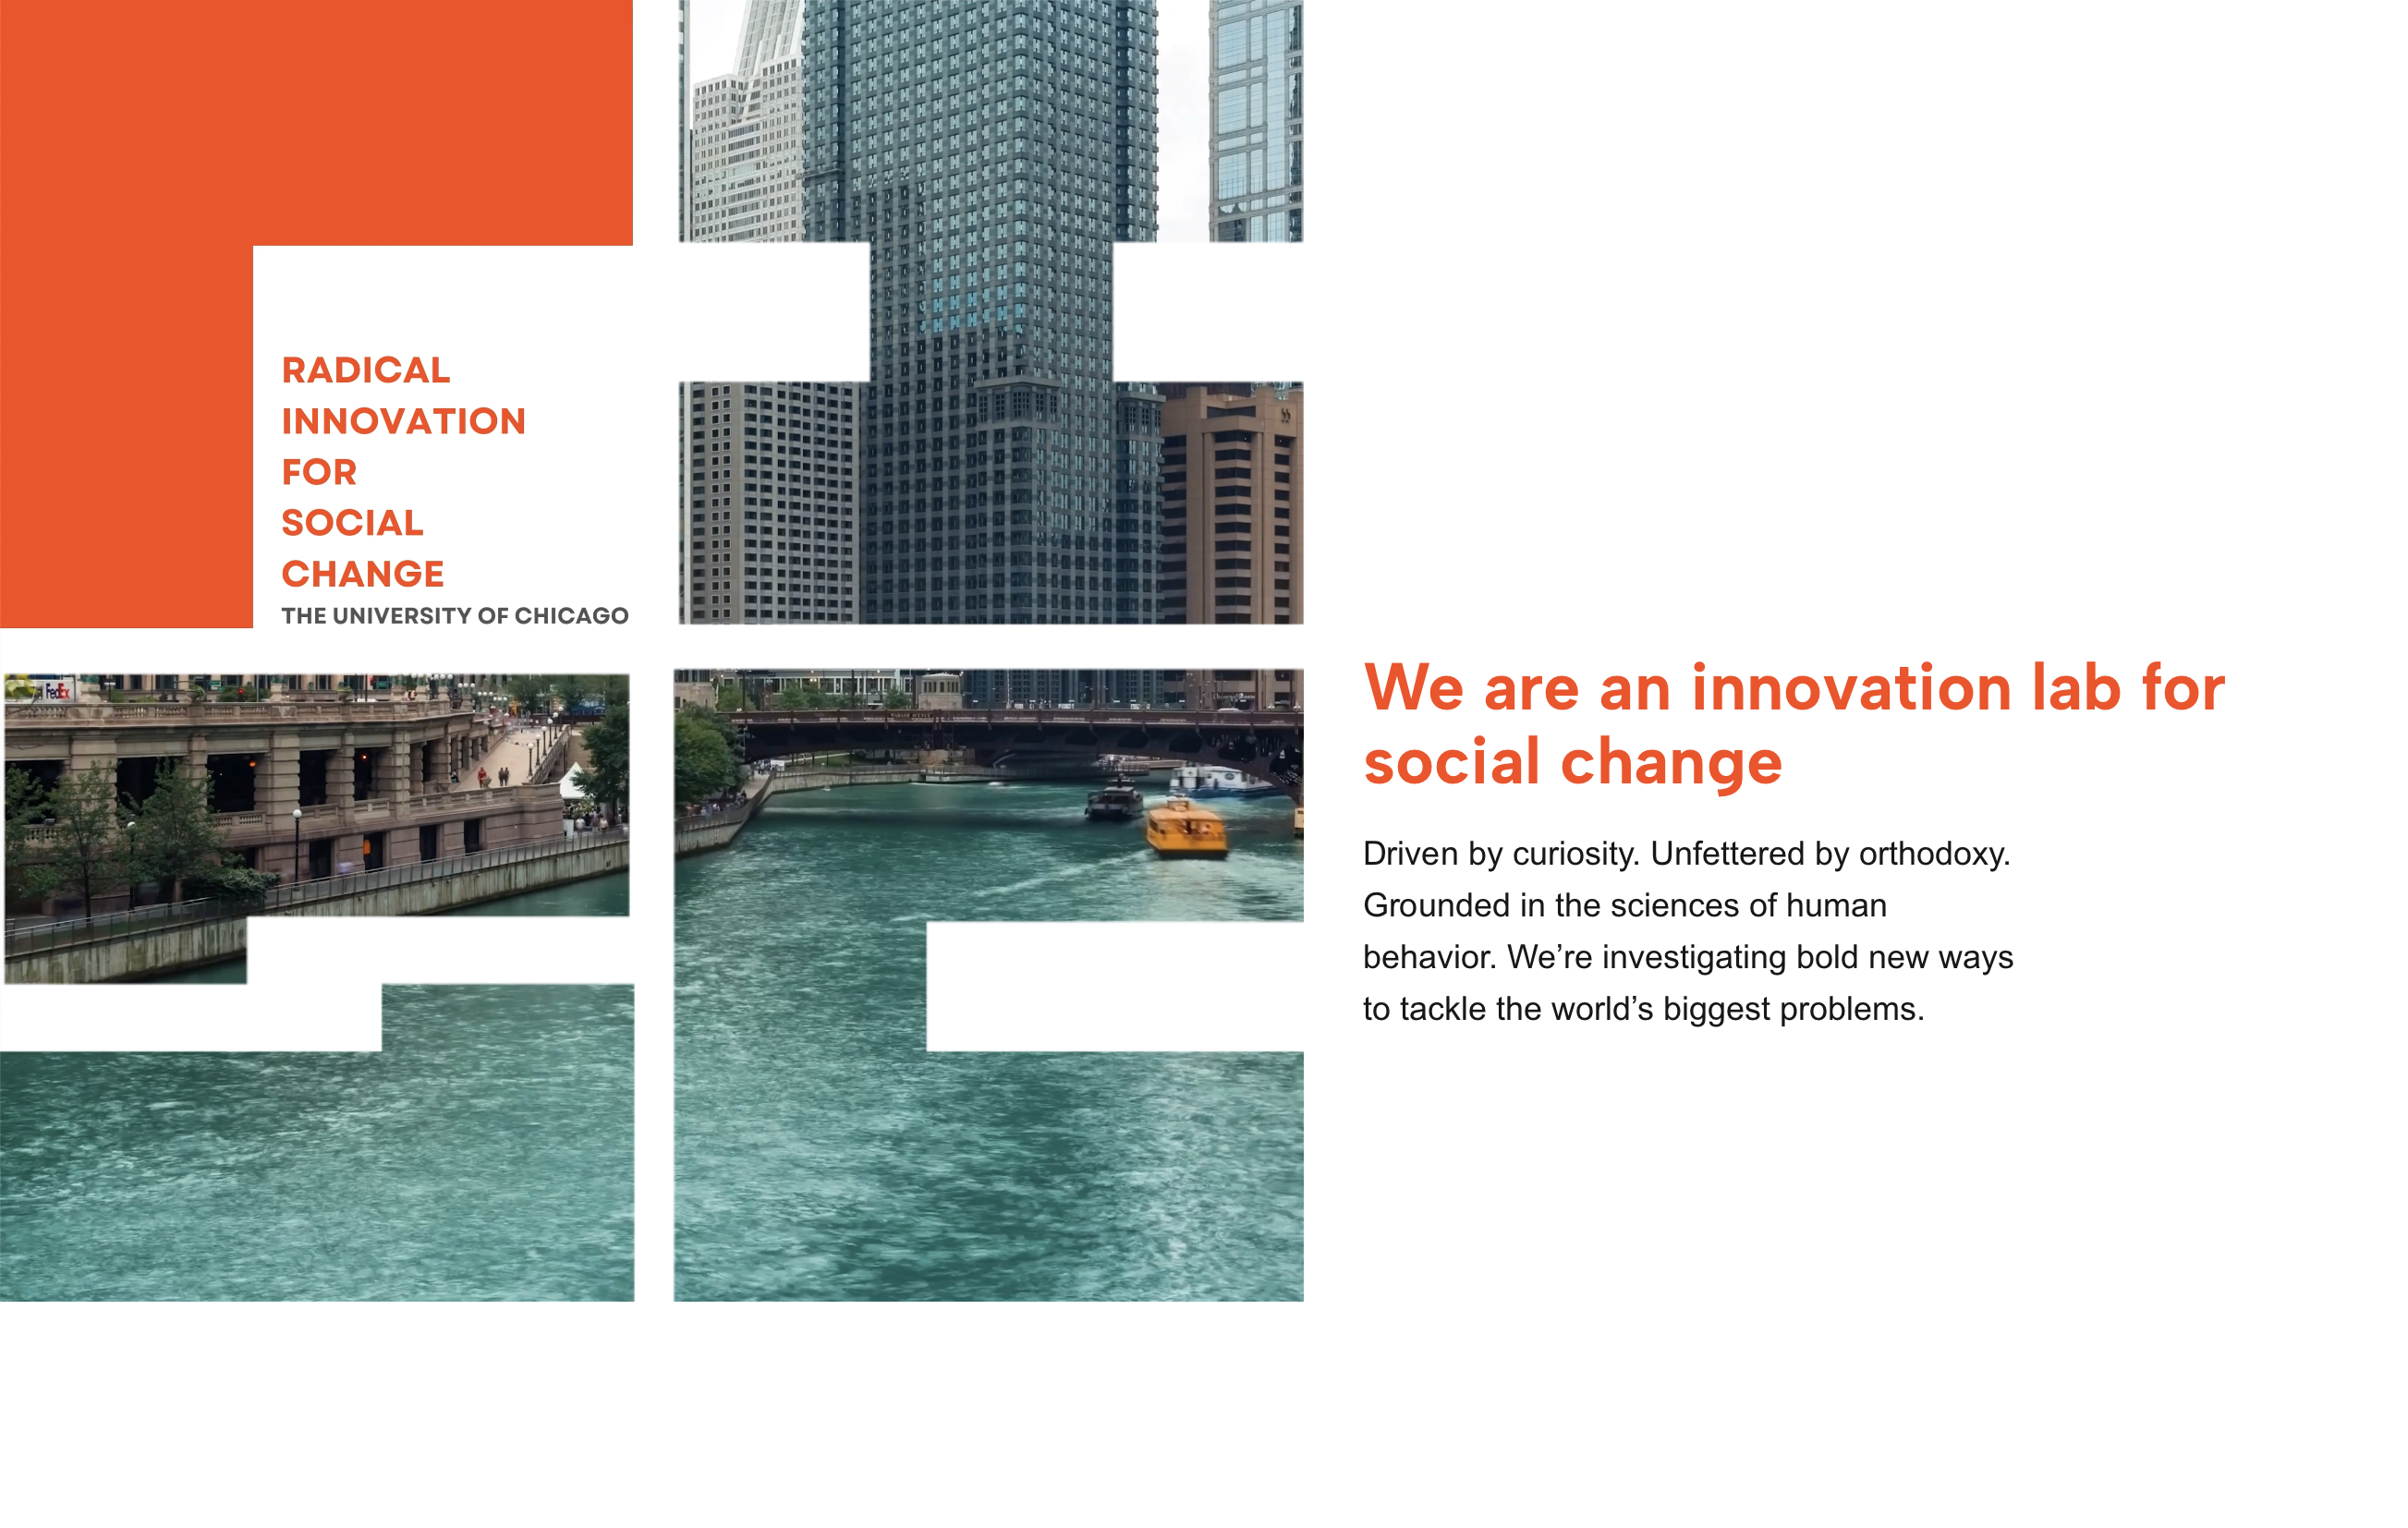 RADICAL
INNOVATION
FOR
SOCIAL
CHANGE
THE UNIVERSITY OF CHICAGO
FedEx
We are an innovation lab for
social change
Driven by curiosity. Unfettered by orthodoxy.
Grounded in the sciences of human
behavior. We’re investigating bold new ways
to tackle the world’s biggest problems.